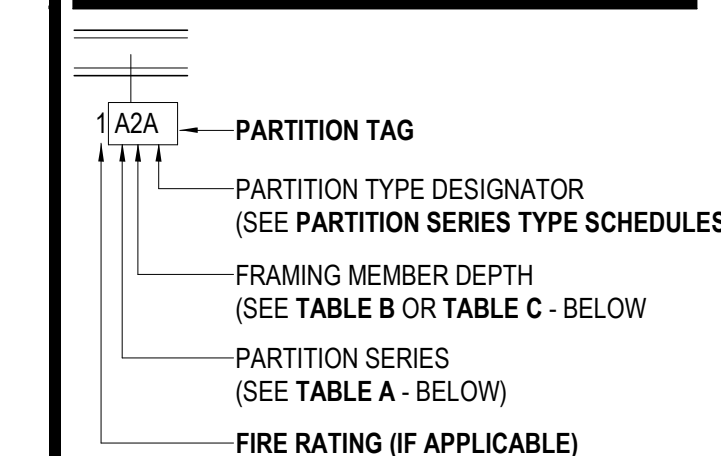 1 A2A
PARTITION TAG
PARTITION TYPE DESIGNATOR
(SEE PARTITION SERIES TYPE SCHEDULES
FRAMING MEMBER DEPTH
(SEE TABLE B OR TABLE C - BELOW
PARTITION SERIES
(SEE TABLE A - BELOW)
FIRE RATING (IF APPLICABLE)